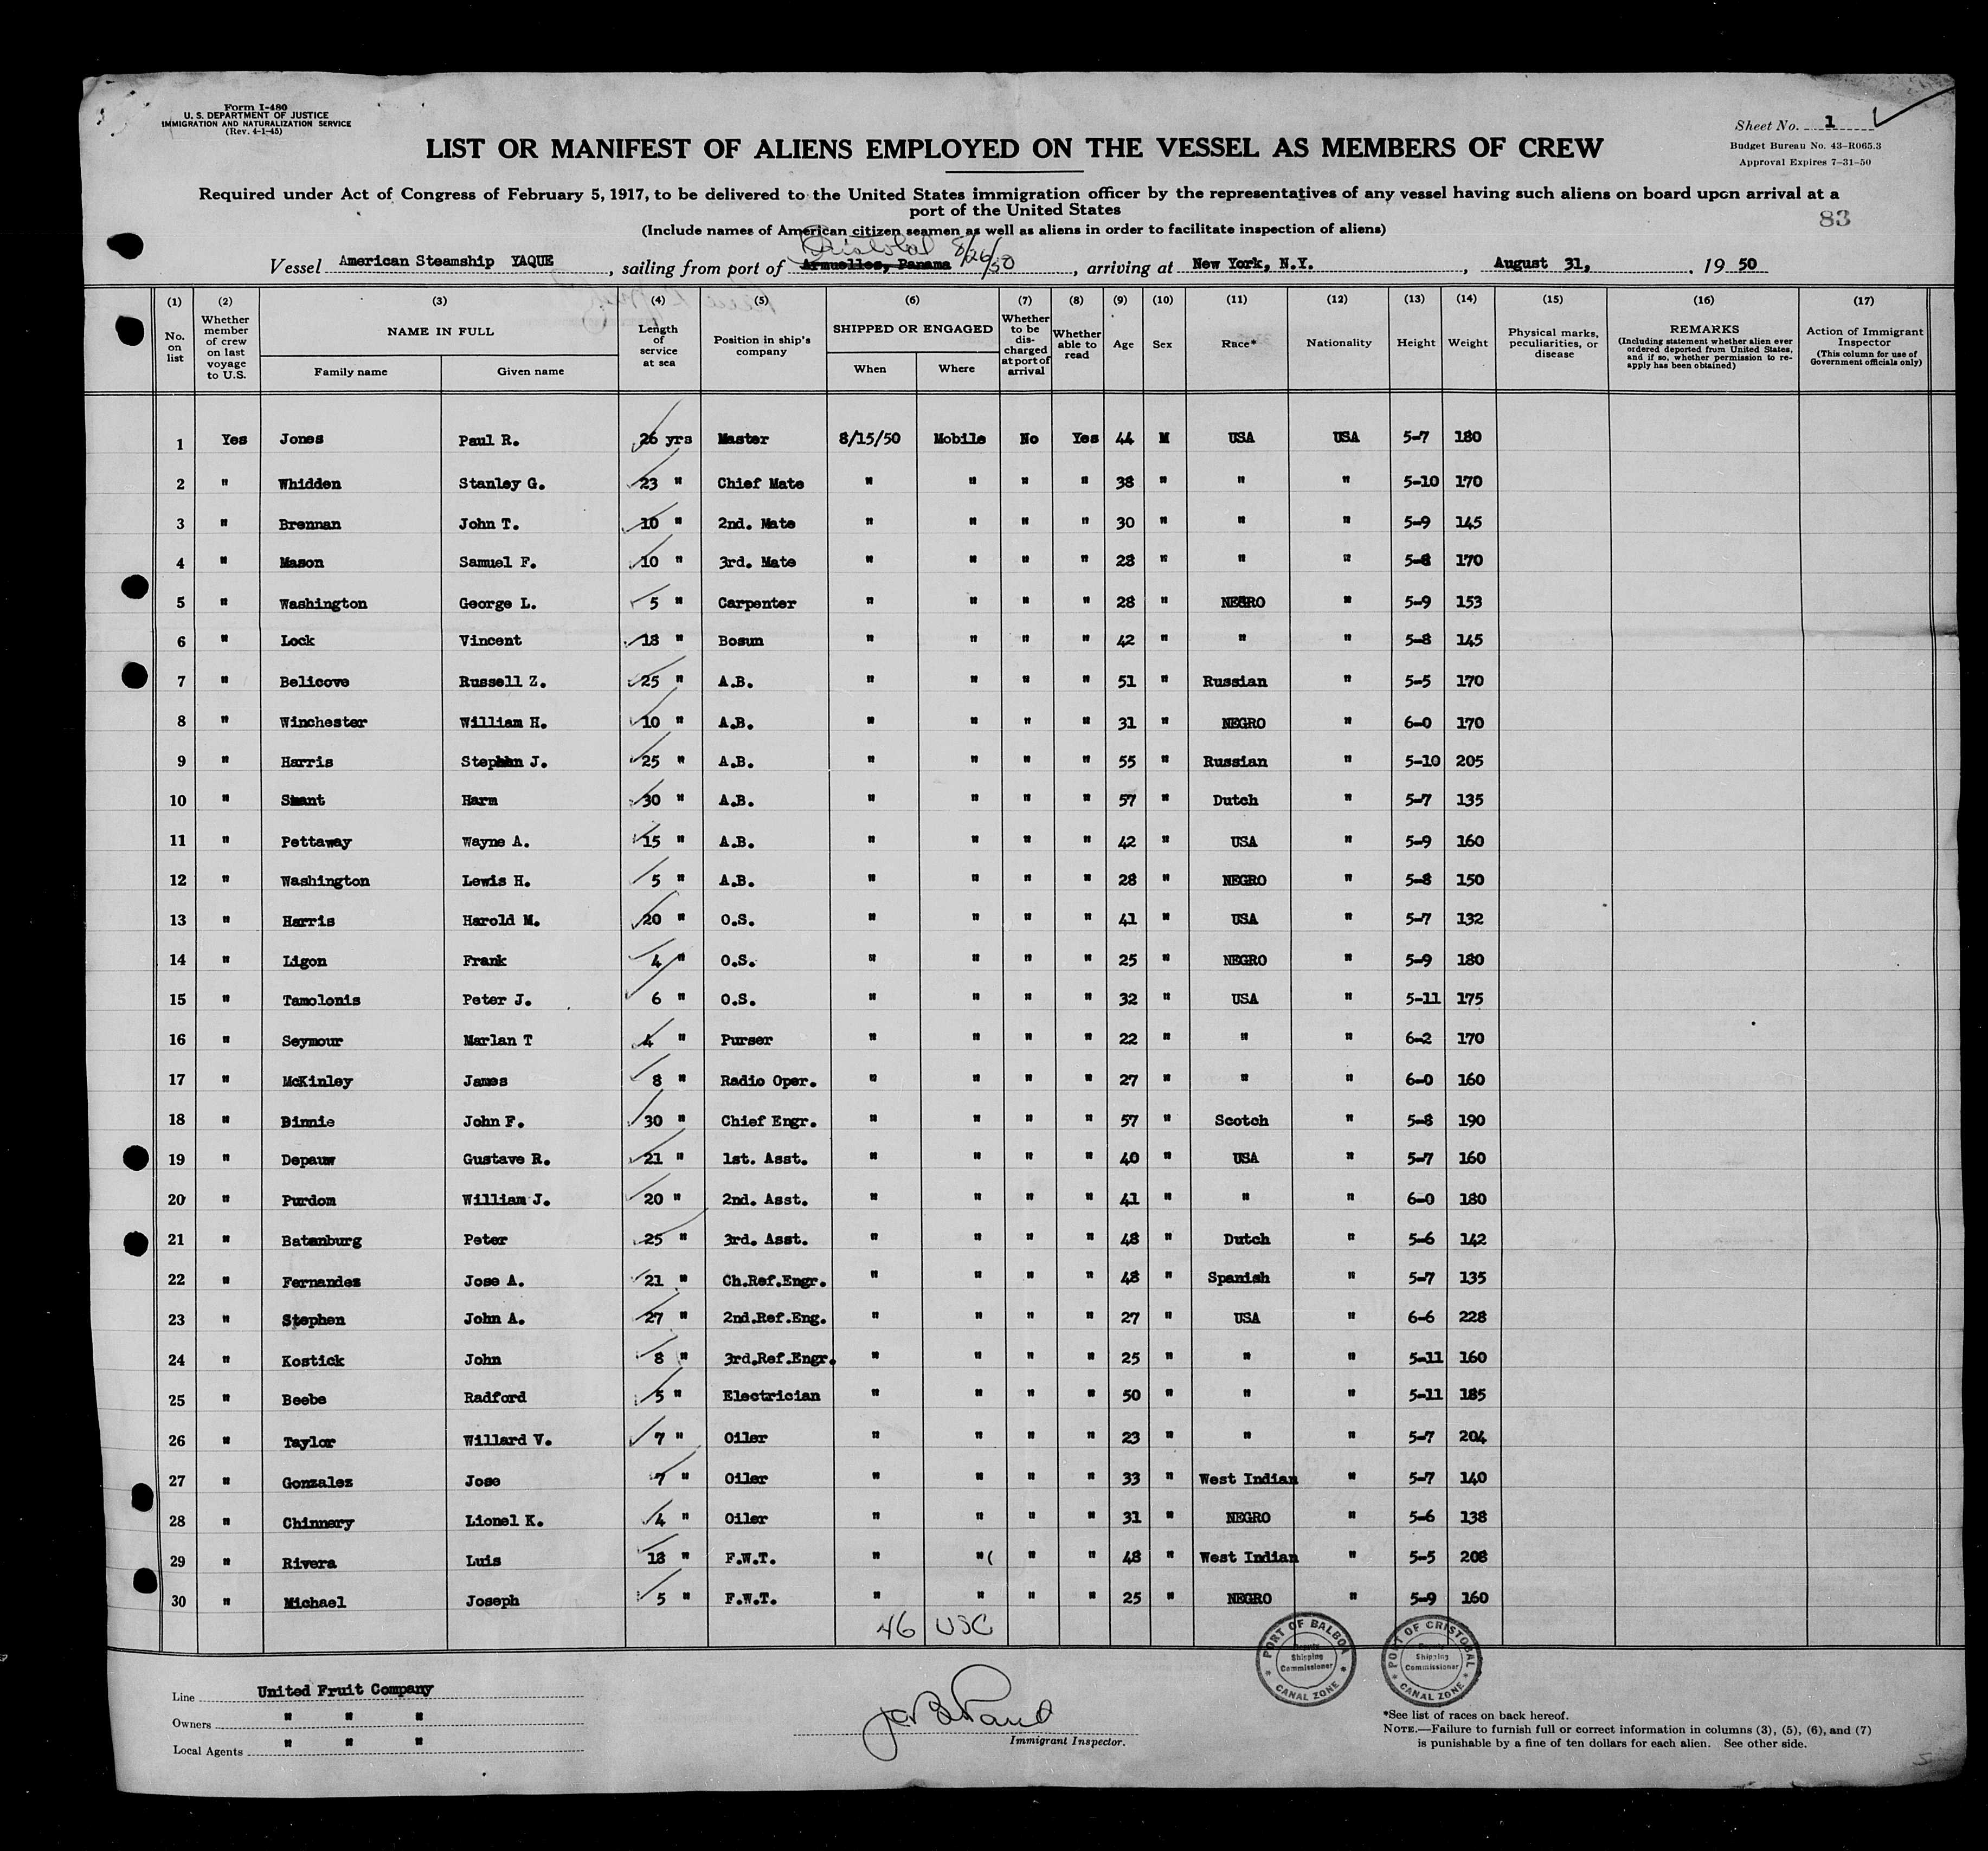 Form I-480
U. S. DEPARTMENT OF JUSTICE
IMMIGRATION AND NATURALIZATION SERVICE
(Rev. 4-1-45)
Sheet No. 1
Budget Bureau No. 43-R065.3
Approval Expires 7-31-50
LIST OR MANIFEST OF ALIENS EMPLOYED ON THE VESSEL AS MEMBERS OF CREW
Required under Act of Congress of February 5, 1917, to be delivered to the United States immigration officer by the representatives of any vessel having such aliens on board upon arrival at a
port of the United States
83
(Include names of American citizen seamen as well as aliens in order to facilitate inspection of aliens)
Cristobal 8/26/50
Vessel American Steamship YAQUE, sailing from port of Armuelles, Panama, arriving at New York, N.Y., August 31, 1950
(1) (2) (3) (4) (5) (6) (7) (8) (9) (10) (11) (12) (13) (14) (15) (16) (17)
No. on list Whether member of crew on last voyage to U.S. NAME IN FULL Family name Given name Length of service at sea Position in ship's company SHIPPED OR ENGAGED When Where Whether to be discharged at port of arrival Whether able to read Age Sex Race* Nationality Height Weight Physical marks, peculiarities, or disease REMARKS (Including statement whether alien ever ordered deported from United States, and if so, whether permission to re-apply has been obtained) Action of Immigrant Inspector (This column for use of Government officials only)
1 Yes Jones Paul R. 26 yrs Master 8/15/50 Mobile No Yes 44 M USA USA 5-7 180
2 " Whidden Stanley G. 23 " Chief Mate " " " " 38 " " " 5-10 170
3 " Brennan John T. 10 " 2nd. Mate " " " " 30 " " " 5-9 145
4 " Mason Samuel F. 10 " 3rd. Mate " " " " 28 " " " 5-8 170
5 " Washington George L. 5 " Carpenter " " " " 28 " NEGRO " 5-9 153
6 " Lock Vincent 18 " Bosun " " " " 42 " " " 5-8 145
7 " Belicove Russell Z. 25 " A.B. " " " " 51 " Russian " 5-5 170
8 " Winchester William H. 10 " A.B. " " " " 31 " NEGRO " 6-0 170
9 " Harris Stephen J. 25 " A.B. " " " " 55 " Russian " 5-10 205
10 " Smant Harm 30 " A.B. " " " " 57 " Dutch " 5-7 135
11 " Pettaway Wayne A. 15 " A.B. " " " " 42 " USA " 5-9 160
12 " Washington Lewis H. 5 " A.B. " " " " 28 " NEGRO " 5-8 150
13 " Harris Harold M. 20 " O.S. " " " " 41 " USA " 5-7 132
14 " Ligon Frank 4 " O.S. " " " " 25 " NEGRO " 5-9 180
15 " Tamolonis Peter J. 6 " O.S. " " " " 32 " USA " 5-11 175
16 " Seymour Marlan T 4 " Purser " " " " 22 " " " 6-2 170
17 " McKinley James 8 " Radio Oper. " " " " 27 " " " 6-0 160
18 " Binnie John F. 30 " Chief Engr. " " " " 57 " Scotch " 5-8 190
19 " Depauw Gustave R. 21 " 1st. Asst. " " " " 40 " USA " 5-7 160
20 " Purdom William J. 20 " 2nd. Asst. " " " " 41 " " " 6-0 180
21 " Batenburg Peter 25 " 3rd. Asst. " " " " 48 " Dutch " 5-6 142
22 " Fernandez Jose A. 21 " Ch.Ref.Engr. " " " " 48 " Spanish " 5-7 135
23 " Stephen John A. 27 " 2nd.Ref.Eng. " " " " 27 " USA " 6-6 228
24 " Kostick John 8 " 3rd.Ref.Engr. " " " " 25 " " " 5-11 160
25 " Beebe Radford 5 " Electrician " " " " 50 " " " 5-11 185
26 " Taylor Willard V. 7 " Oiler " " " " 23 " " " 5-7 204
27 " Gonzalez Jose 7 " Oiler " " " " 33 " West Indian " 5-7 140
28 " Chinnery Lionel K. 4 " Oiler " " " " 31 " NEGRO " 5-6 138
29 " Rivera Luis 18 " F.W.T. " "( " " 48 " West Indian " 5-5 208
30 " Michael Joseph 5 " F.W.T. " " " " 25 " NEGRO " 5-9 160
46 USC
PORT OF BALBOA
Deputy
Shipping
Commissioner
CANAL ZONE
PORT OF CRISTOBAL
Deputy
Shipping
Commissioner
CANAL ZONE
Line United Fruit Company
Owners " " "
Local Agents " " "
Immigrant Inspector.
*See list of races on back hereof.
NOTE.—Failure to furnish full or correct information in columns (3), (5), (6), and (7)
is punishable by a fine of ten dollars for each alien. See other side.